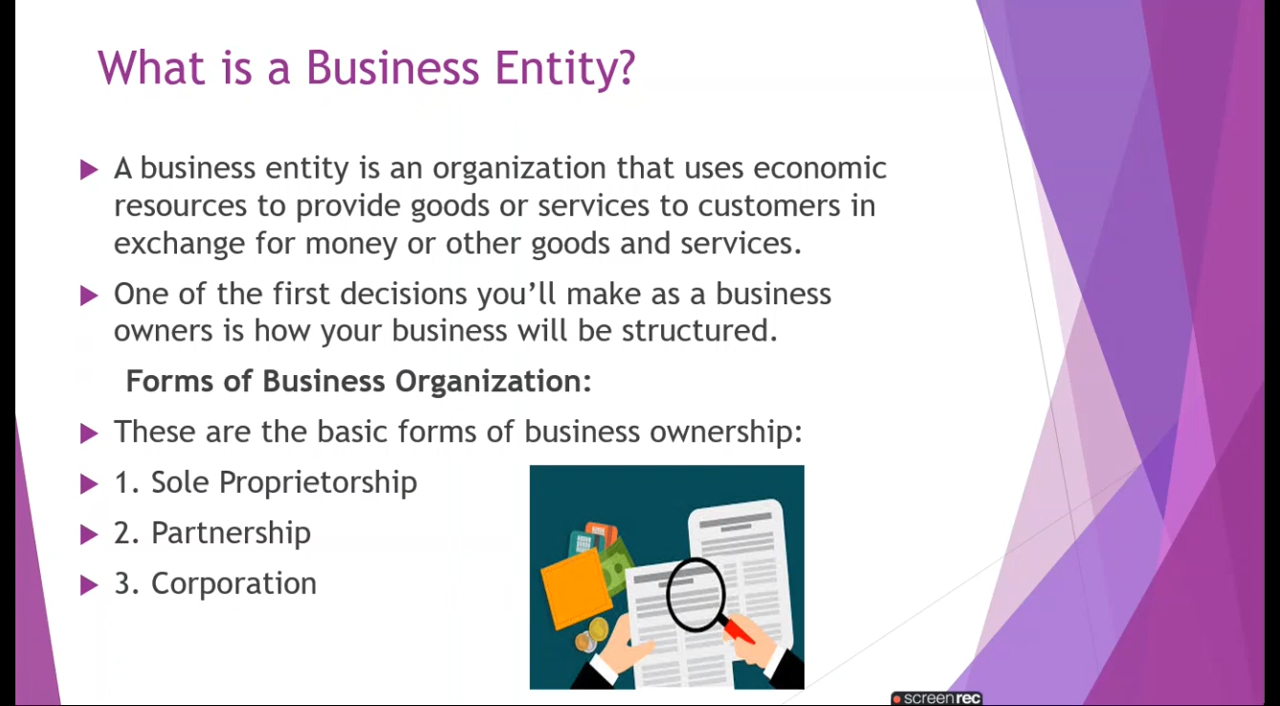 What is a Business Entity?
A business entity is an organization that uses economic
resources to provide goods or services to customers in
exchange for money or other goods and services.
One of the first decisions you’ll make as a business
owners is how your business will be structured.
Forms of Business Organization:
These are the basic forms of business ownership:
1. Sole Proprietorship
2. Partnership
3. Corporation
screenrec